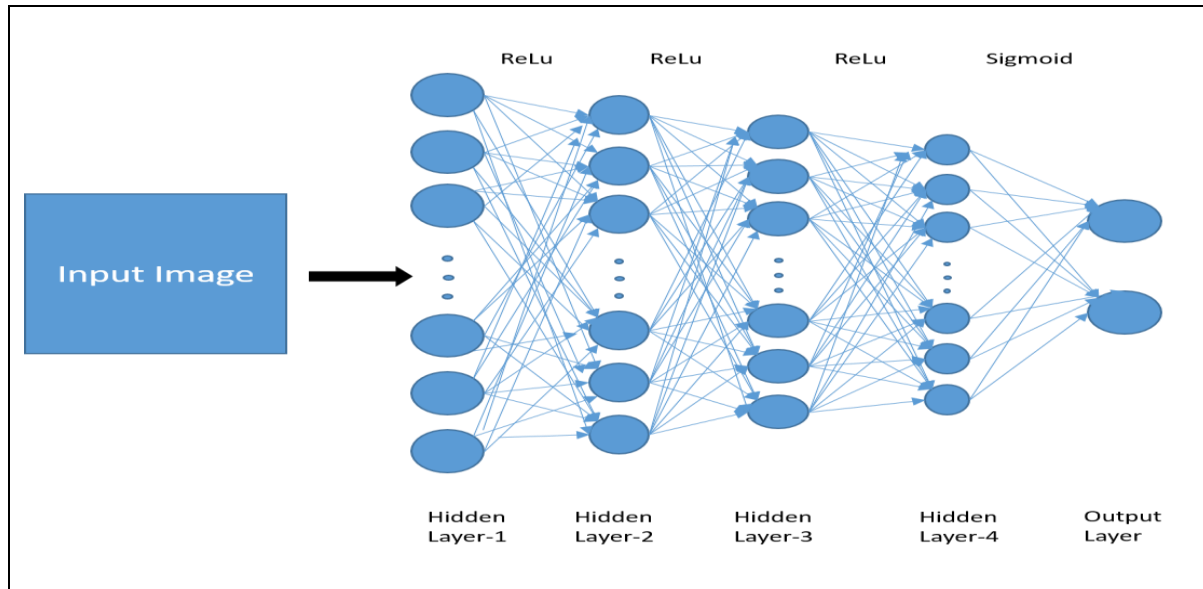 ReLu ReLu ReLu Sigmoid
Input Image
Hidden Hidden Hidden Hidden Output
Layer-1 Layer-2 Layer-3 Layer-4 Layer